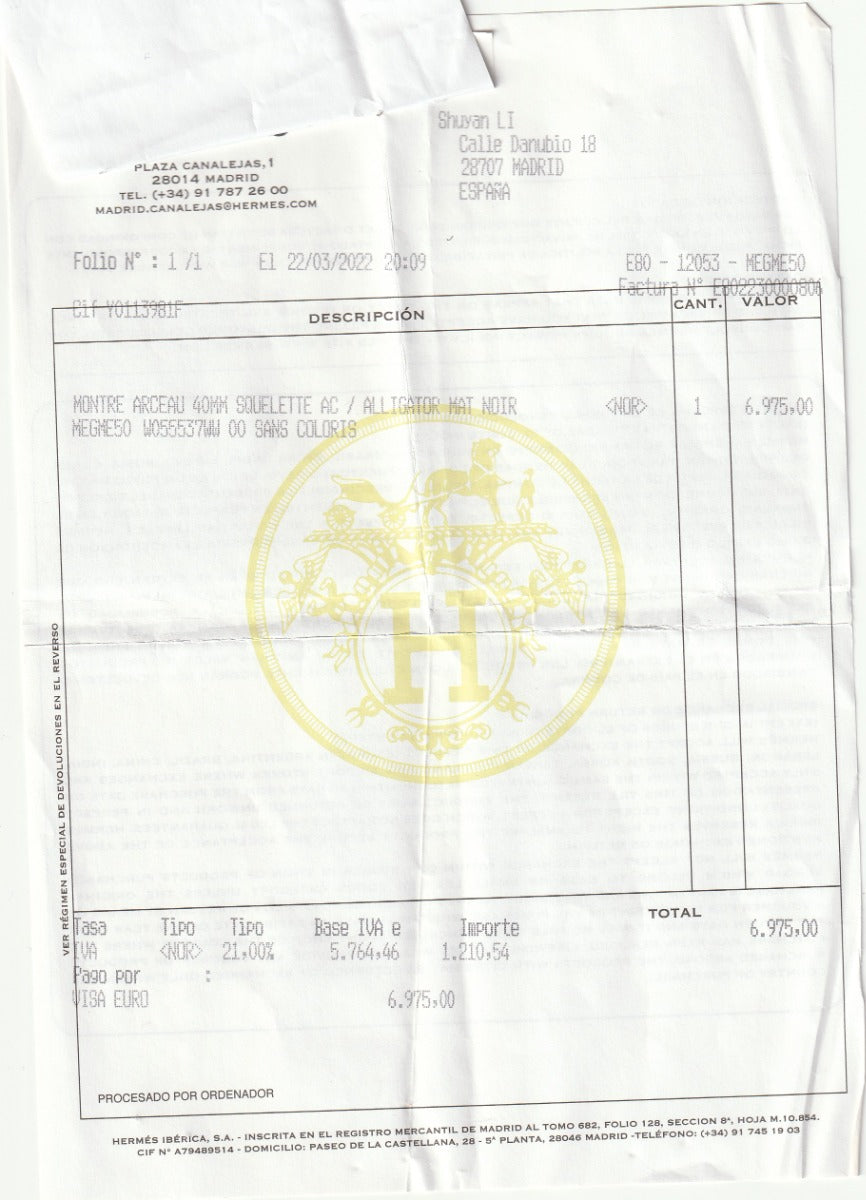 Shuyan LI
Calle Danubio 18
28707 MADRID
ESPAÑA
PLAZA CANALEJAS,1
28014 MADRID
TEL. (+34) 91 787 26 00
MADRID.CANALEJAS@HERMES.COM
Folio N° : 1 /1 El 22/03/2022 20:09 E80 - 12053 - MEGME50
Factura N° E802230000806
Cif Y0113981F
DESCRIPCIÓN CANT. VALOR
MONTRE ARCEAU 40MM SQUELETTE AC / ALLIGATOR MAT NOIR <NOR> 1 6.975,00
MEGME50 W055537WW 00 SANS COLORIS
H
VER RÉGIMEN ESPECIAL DE DEVOLUCIONES EN EL REVERSO
TOTAL 6.975,00
Tasa Tipo Tipo Base IVA e Importe
IVA <NOR> 21,00% 5.764,46 1.210,54
Pago por :
VISA EURO 6.975,00
PROCESADO POR ORDENADOR
HERMÉS IBÉRICA, S.A. - INSCRITA EN EL REGISTRO MERCANTIL DE MADRID AL TOMO 682, FOLIO 128, SECCION 8ª, HOJA M.10.854.
CIF Nº A79489514 - DOMICILIO: PASEO DE LA CASTELLANA, 28 - 5ª PLANTA, 28046 MADRID -TELÉFONO: (+34) 91 745 19 03